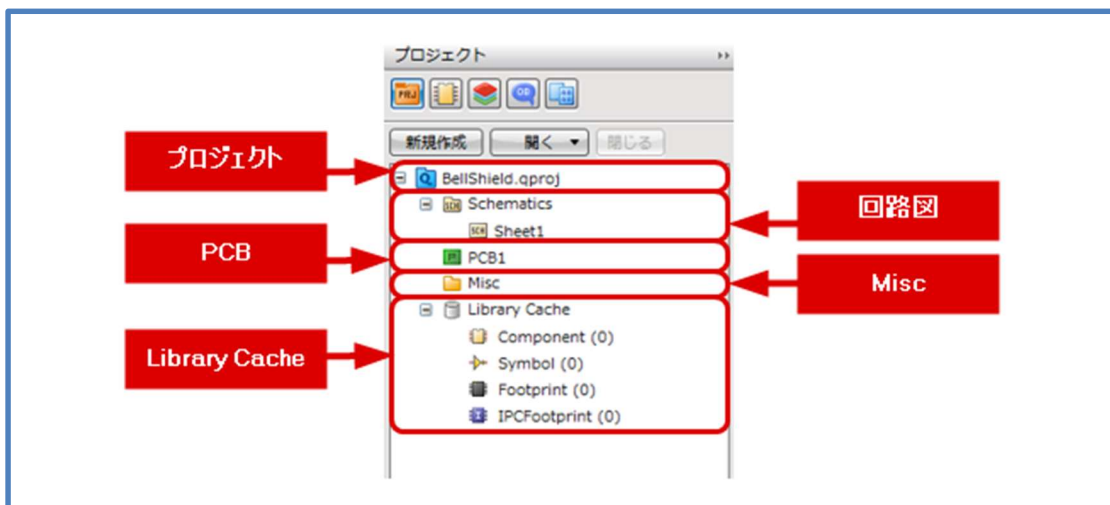 プロジェクト
PRJ
新規作成 開く 閉じる
プロジェクト
BellShield.qproj
Schematics
回路図
Sheet1
PCB
PCB1
Misc
Misc
Library Cache
Library Cache
Component (0)
Symbol (0)
Footprint (0)
IPCFootprint (0)